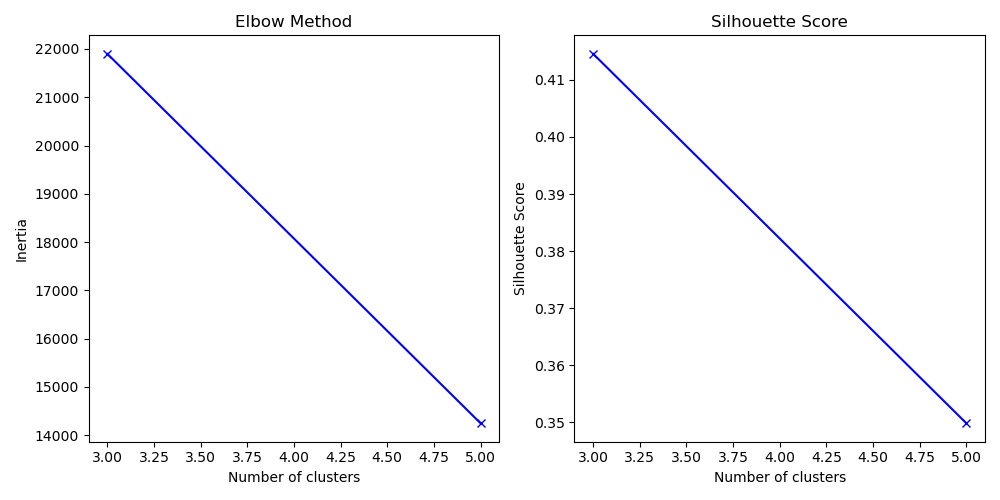 Elbow Method
Inertia
22000
21000
20000
19000
18000
17000
16000
15000
14000
3.00 3.25 3.50 3.75 4.00 4.25 4.50 4.75 5.00
Number of clusters
Silhouette Score
Silhouette Score
0.41
0.40
0.39
0.38
0.37
0.36
0.35
3.00 3.25 3.50 3.75 4.00 4.25 4.50 4.75 5.00
Number of clusters